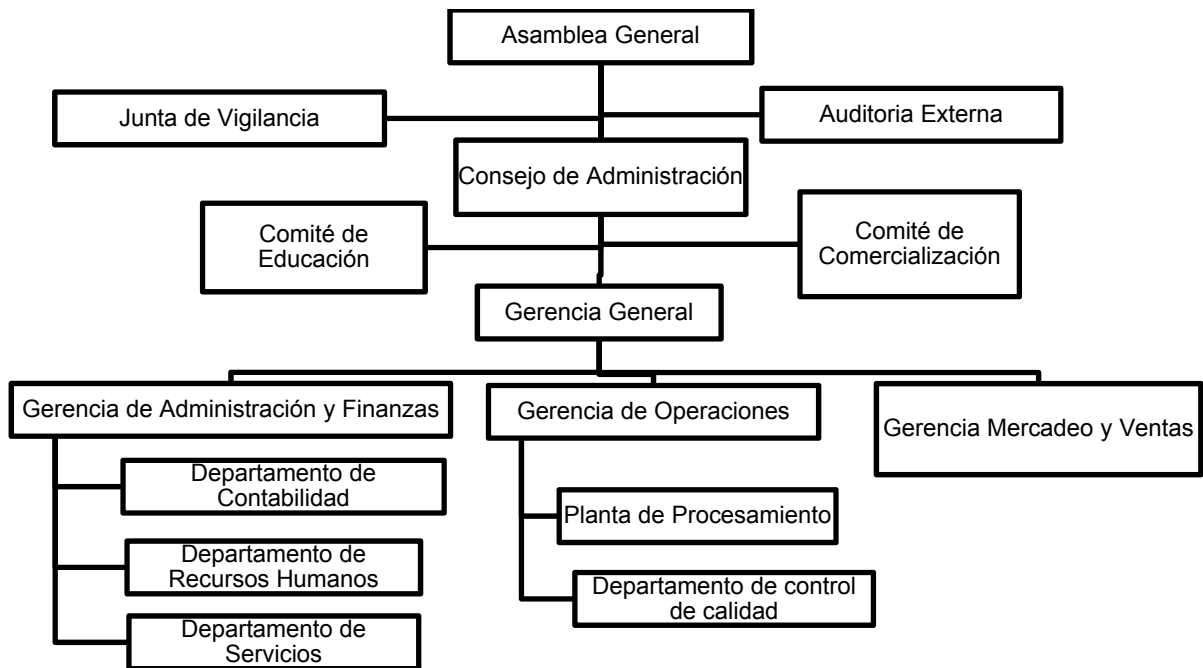 Asamblea General
Junta de Vigilancia
Auditoria Externa
Consejo de Administración
Comité de
Educación
Comité de
Comercialización
Gerencia General
Gerencia de Administración y Finanzas
Gerencia de Operaciones
Gerencia Mercadeo y Ventas
Departamento de
Contabilidad
Planta de Procesamiento
Departamento de
Recursos Humanos
Departamento de control
de calidad
Departamento de
Servicios